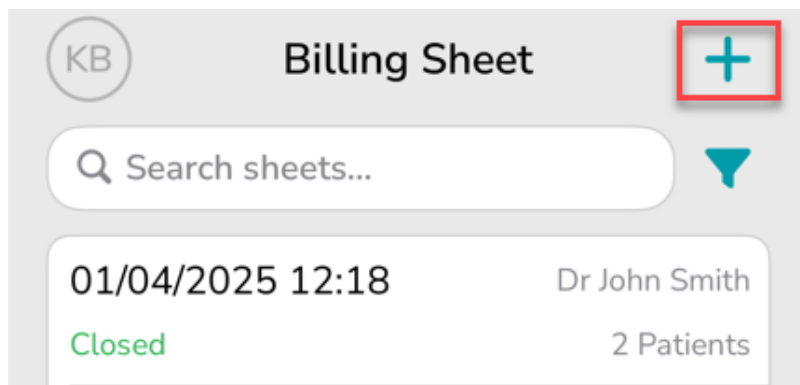 KB
Billing Sheet
Search sheets...
01/04/2025 12:18
Dr John Smith
Closed
2 Patients